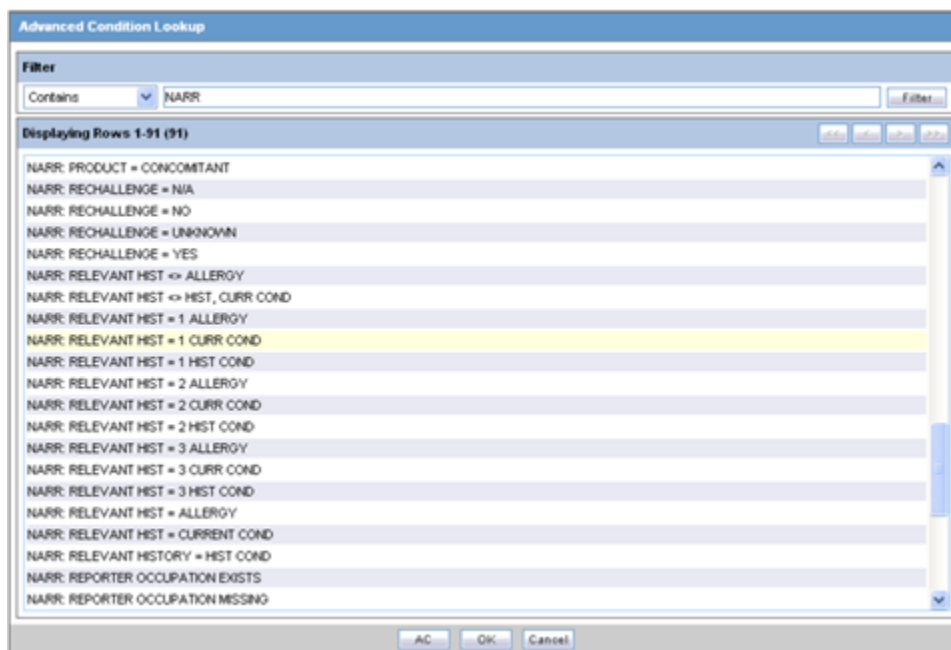 Advanced Condition Lookup
Filter
Contains NARR Filter
Displaying Rows 1-91 (91) << < > >>
NARR: PRODUCT = CONCOMITANT
NARR: RECHALLENGE = N/A
NARR: RECHALLENGE = NO
NARR: RECHALLENGE = UNKNOWN
NARR: RECHALLENGE = YES
NARR: RELEVANT HIST <> ALLERGY
NARR: RELEVANT HIST <> HIST, CURR COND
NARR: RELEVANT HIST = 1 ALLERGY
NARR: RELEVANT HIST = 1 CURR COND
NARR: RELEVANT HIST = 1 HIST COND
NARR: RELEVANT HIST = 2 ALLERGY
NARR: RELEVANT HIST = 2 CURR COND
NARR: RELEVANT HIST = 2 HIST COND
NARR: RELEVANT HIST = 3 ALLERGY
NARR: RELEVANT HIST = 3 CURR COND
NARR: RELEVANT HIST = 3 HIST COND
NARR: RELEVANT HIST = ALLERGY
NARR: RELEVANT HIST = CURRENT COND
NARR: RELEVANT HISTORY = HIST COND
NARR: REPORTER OCCUPATION EXISTS
NARR: REPORTER OCCUPATION MISSING
AC OK Cancel